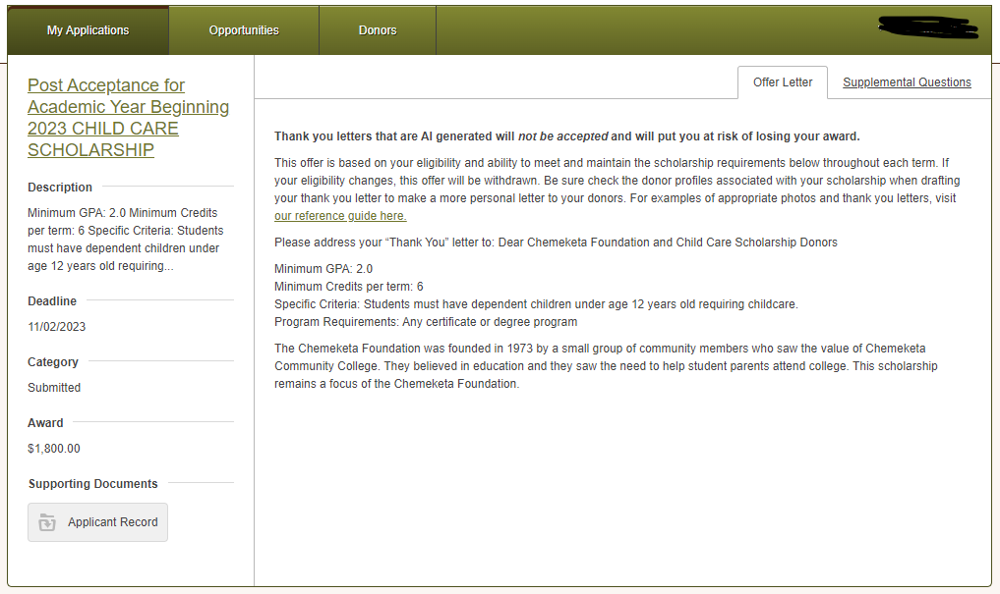 My Applications
Opportunities
Donors
Post Acceptance for
Academic Year Beginning
2023 CHILD CARE
SCHOLARSHIP
Description
Minimum GPA: 2.0 Minimum Credits
per term: 6 Specific Criteria: Students
must have dependent children under
age 12 years old requiring...
Deadline
11/02/2023
Category
Submitted
Award
$1,800.00
Supporting Documents
Applicant Record
Offer Letter
Supplemental Questions
Thank you letters that are AI generated will not be accepted and will put you at risk of losing your award.
This offer is based on your eligibility and ability to meet and maintain the scholarship requirements below throughout each term. If
your eligibility changes, this offer will be withdrawn. Be sure check the donor profiles associated with your scholarship when drafting
your thank you letter to make a more personal letter to your donors. For examples of appropriate photos and thank you letters, visit
our reference guide here.
Please address your “Thank You” letter to: Dear Chemeketa Foundation and Child Care Scholarship Donors
Minimum GPA: 2.0
Minimum Credits per term: 6
Specific Criteria: Students must have dependent children under age 12 years old requiring childcare.
Program Requirements: Any certificate or degree program
The Chemeketa Foundation was founded in 1973 by a small group of community members who saw the value of Chemeketa
Community College. They believed in education and they saw the need to help student parents attend college. This scholarship
remains a focus of the Chemeketa Foundation.